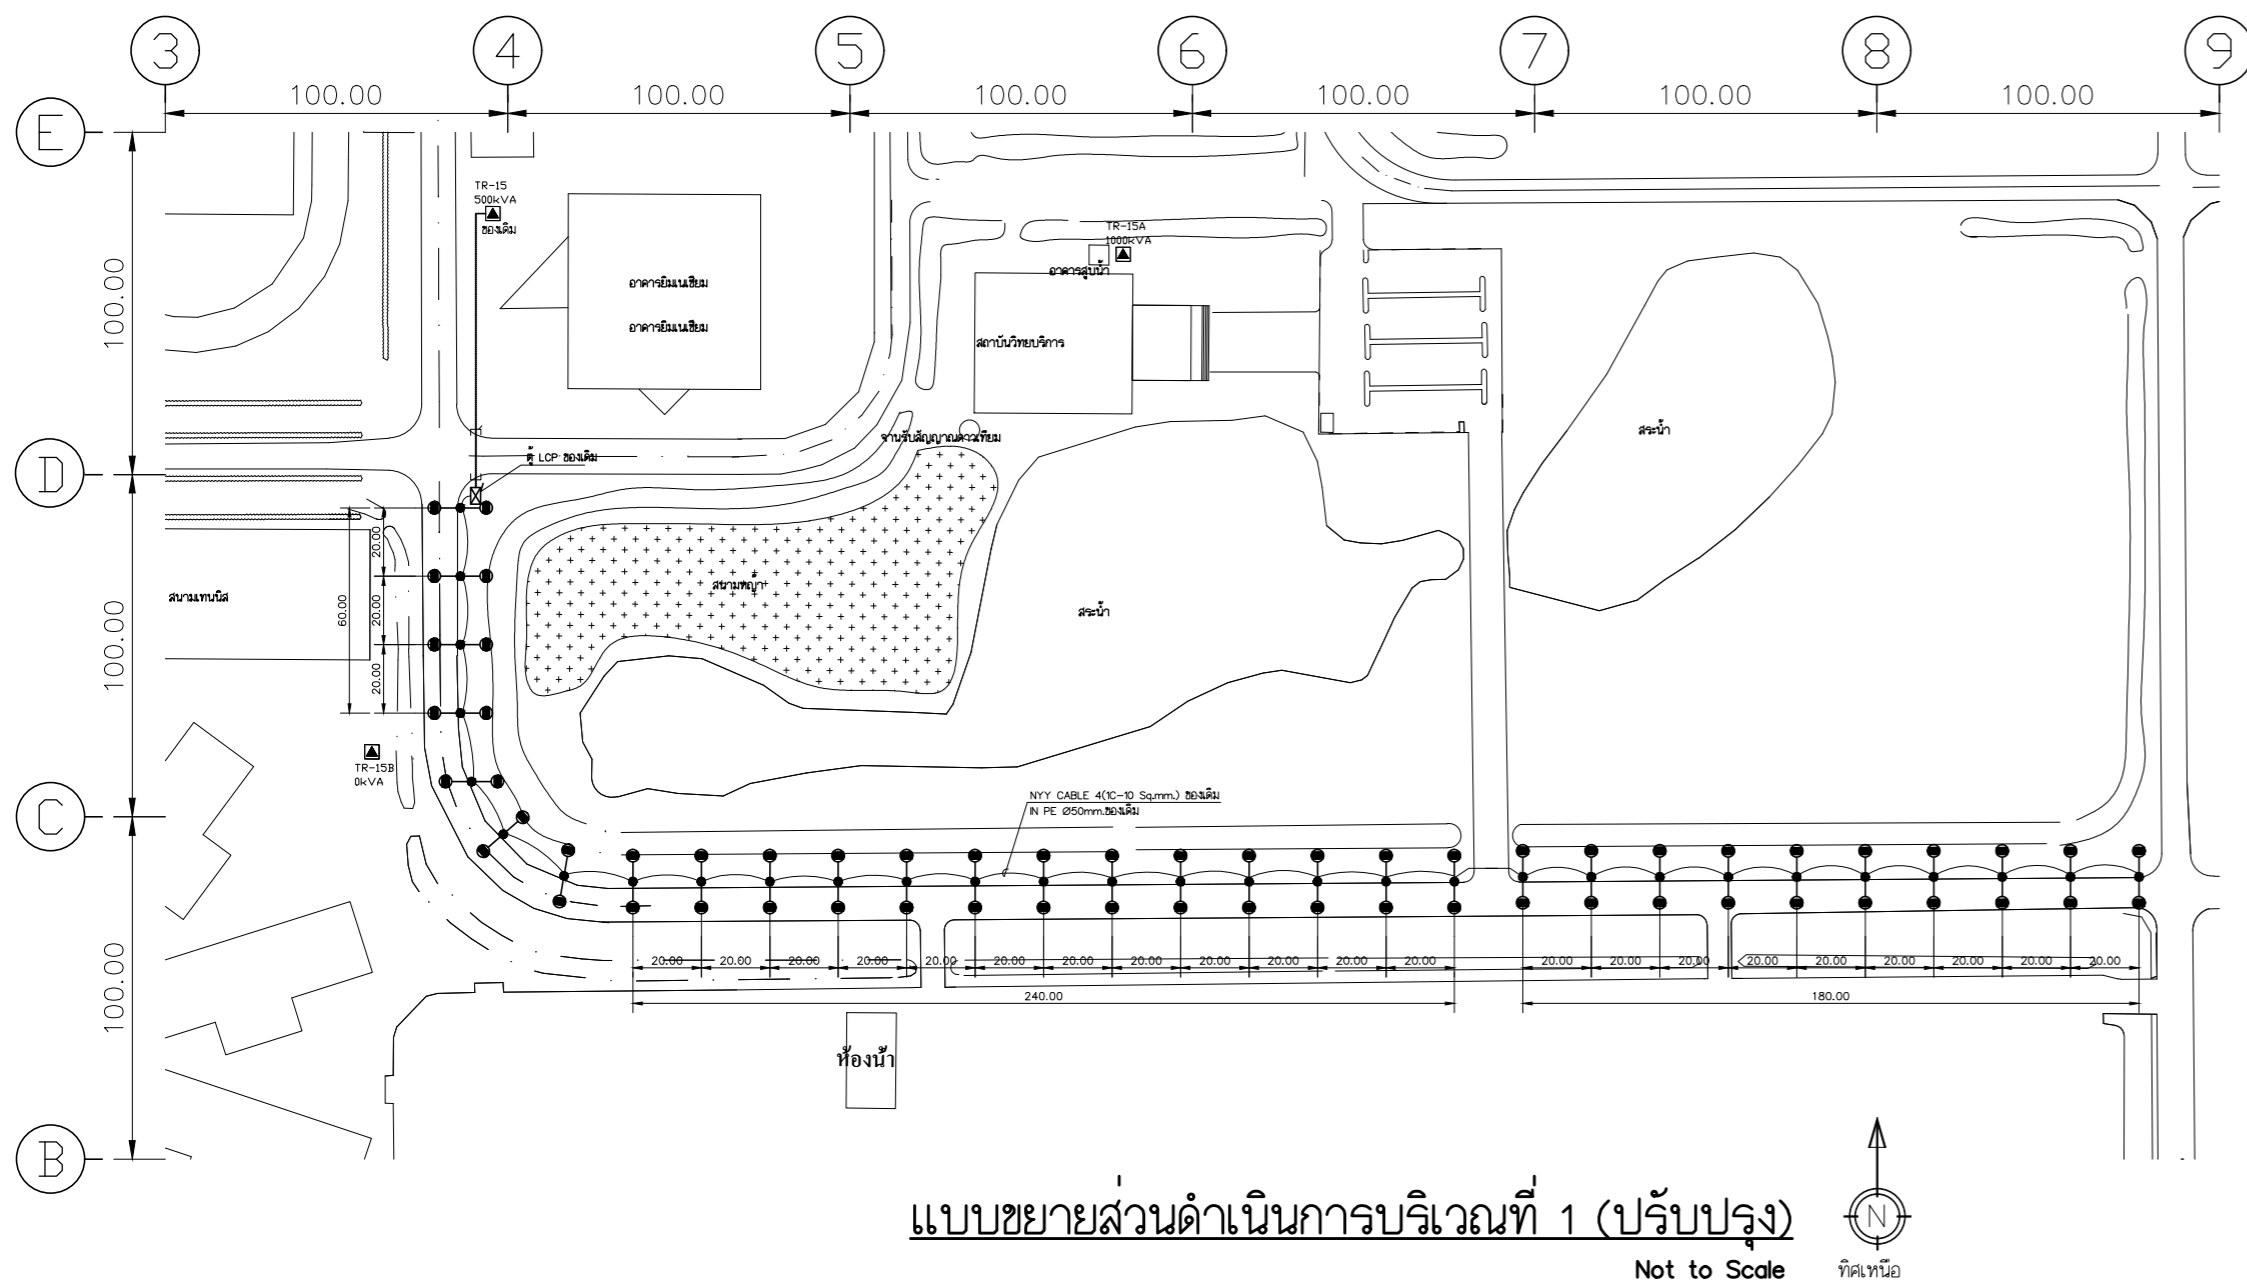 3 4 5 6 7 8 9
100.00 100.00 100.00 100.00 100.00 100.00
E
TR-15
500kVA
ของเดิม
TR-15A
1000kVA
อาคารสูบน้ำ
100.00
อาคารยิมเนเซียม
อาคารยิมเนเซียม
สถาบันวิทยบริการ
จานรับสัญญาณดาวเทียม
สระน้ำ
ตู้ LCP ของเดิม
D
20.00
20.00
20.00
60.00
100.00
สนามเทนนิส
สนามหญ้า
สระน้ำ
TR-15B
0kVA
C
NYY CABLE 4(1C-10 Sq.mm.) ของเดิม
IN PE Ø50mm.ของเดิม
20.00 20.00 20.00 20.00 20.00 20.00 20.00 20.00 20.00 20.00 20.00 20.00 20.00 20.00 20.00 20.00 20.00 20.00 20.00 20.00 20.00
240.00 180.00
100.00
ห้องน้ำ
B
แบบขยายส่วนดำเนินการบริเวณที่ 1 (ปรับปรุง)
Not to Scale
N
ทิศเหนือ